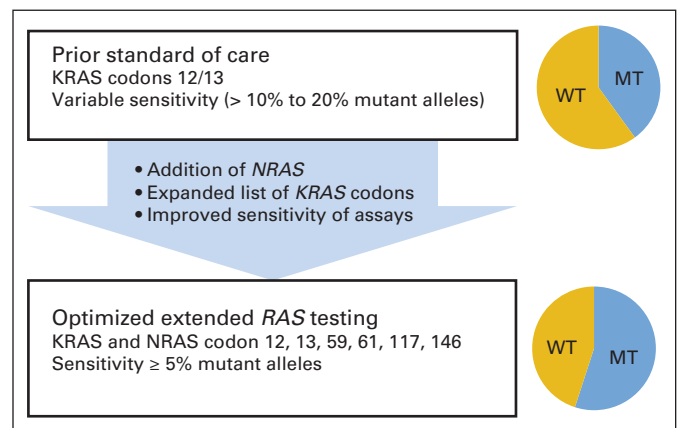 Prior standard of care
KRAS codons 12/13
Variable sensitivity (> 10% to 20% mutant alleles)
WT
MT
• Addition of NRAS
• Expanded list of KRAS codons
• Improved sensitivity of assays
Optimized extended RAS testing
KRAS and NRAS codon 12, 13, 59, 61, 117, 146
Sensitivity ≥ 5% mutant alleles
WT
MT